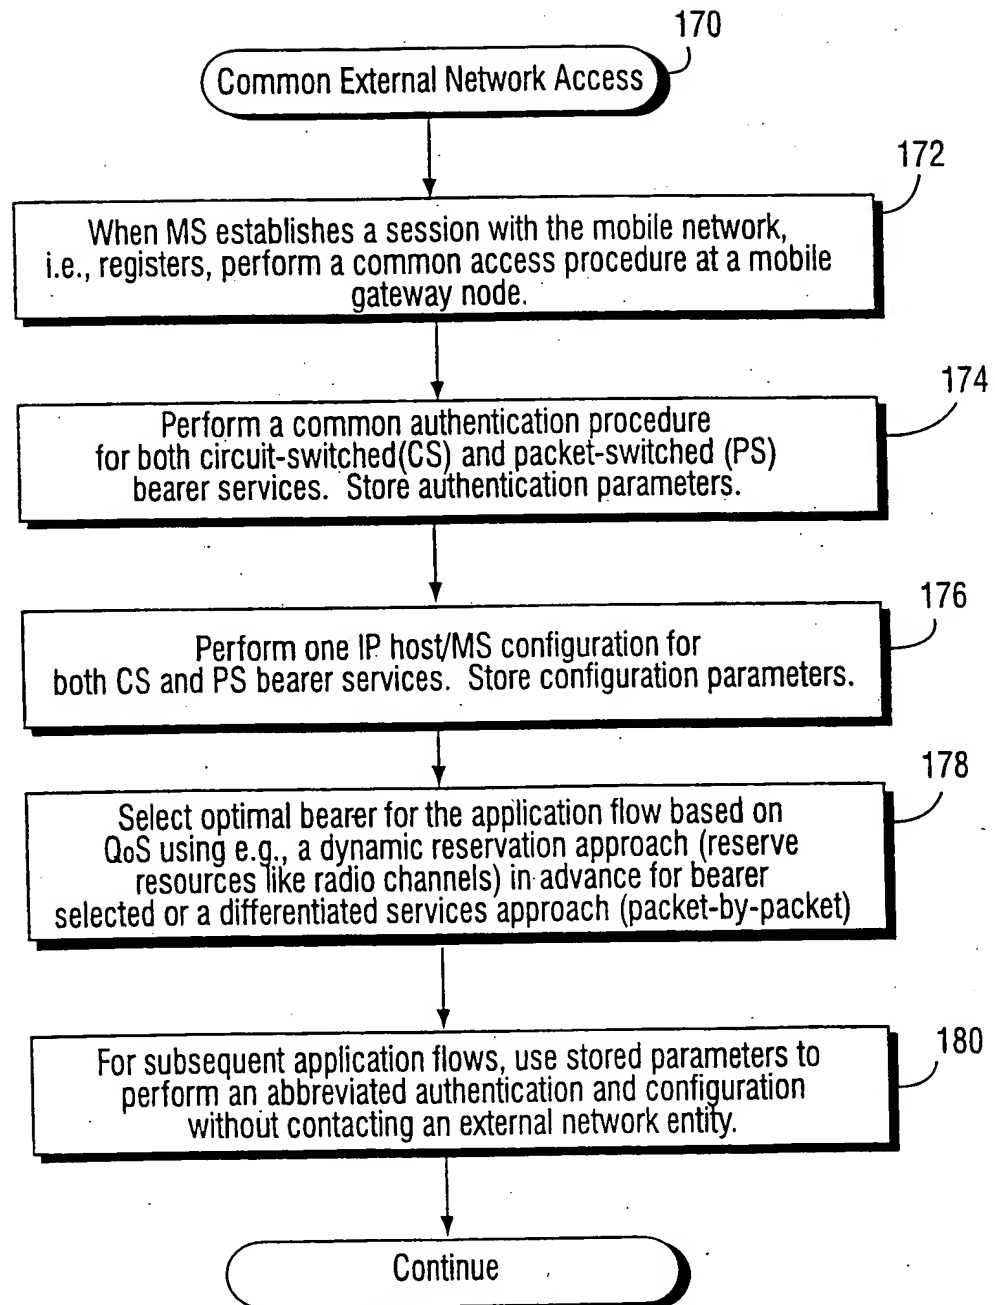 170
Common External Network Access
172
When MS establishes a session with the mobile network,
i.e., registers, perform a common access procedure at a mobile
gateway node.
174
Perform a common authentication procedure
for both circuit-switched(CS) and packet-switched (PS)
bearer services. Store authentication parameters.
176
Perform one IP host/MS configuration for
both CS and PS bearer services. Store configuration parameters.
178
Select optimal bearer for the application flow based on
QoS using e.g., a dynamic reservation approach (reserve
resources like radio channels) in advance for bearer
selected or a differentiated services approach (packet-by-packet)
180
For subsequent application flows, use stored parameters to
perform an abbreviated authentication and configuration
without contacting an external network entity.
Continue